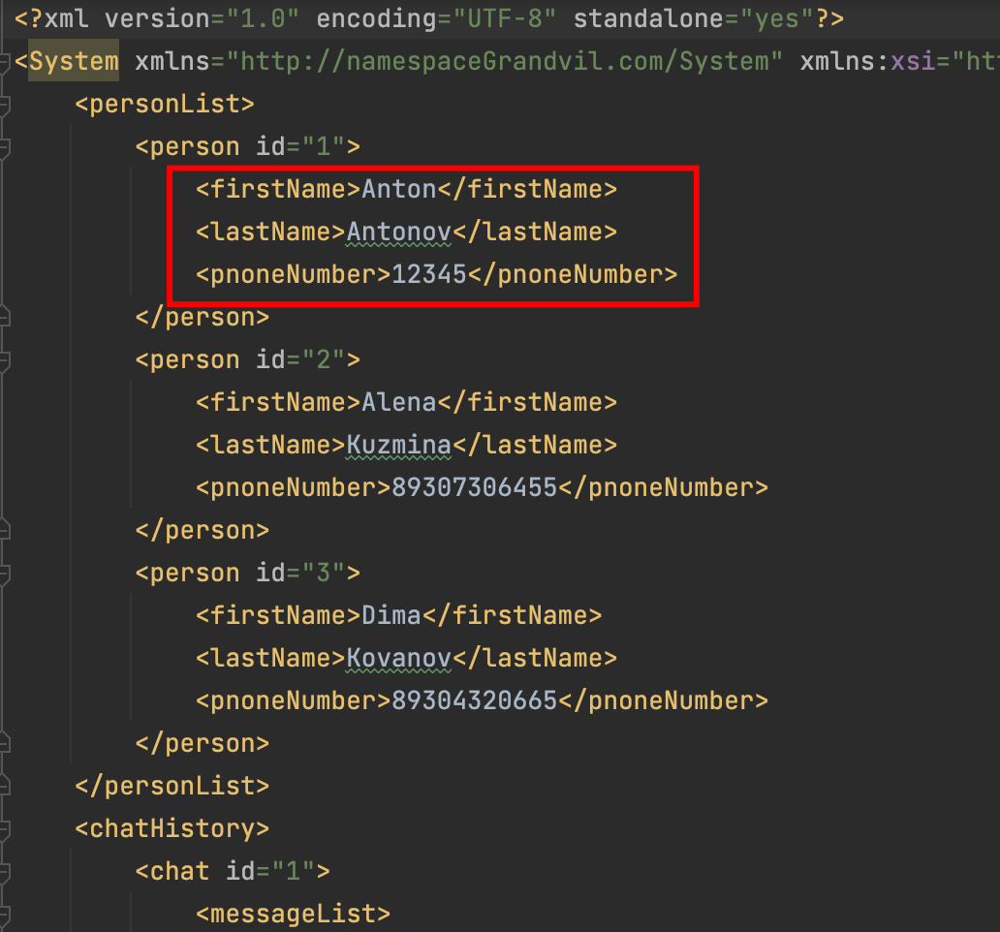 <?xml version="1.0" encoding="UTF-8" standalone="yes"?>
<System xmlns="http://namespaceGrandvil.com/System" xmlns:xsi="htt
<personList>
<person id="1">
<firstName>Anton</firstName>
<lastName>Antonov</lastName>
<pnoneNumber>12345</pnoneNumber>
</person>
<person id="2">
<firstName>Alena</firstName>
<lastName>Kuzmina</lastName>
<pnoneNumber>89307306455</pnoneNumber>
</person>
<person id="3">
<firstName>Dima</firstName>
<lastName>Kovanov</lastName>
<pnoneNumber>89304320665</pnoneNumber>
</person>
</personList>
<chatHistory>
<chat id="1">
<messageList>